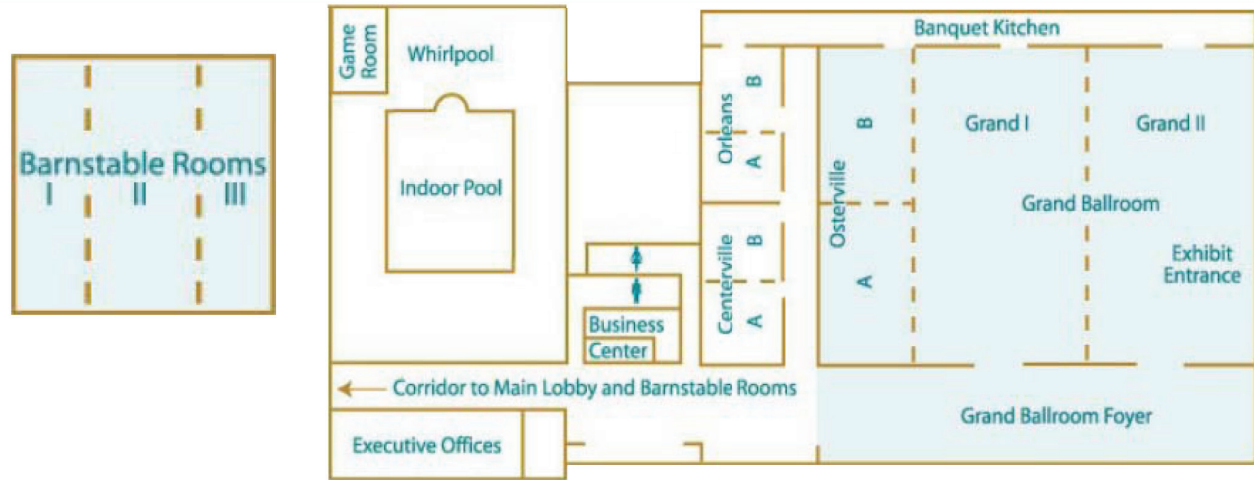 Barnstable Rooms
I II III
Game
Room
Whirlpool
Indoor Pool
Business
Center
Orleans
B
A
Centerville
B
A
Banquet Kitchen
Osterville
B
A
Grand I
Grand II
Grand Ballroom
Exhibit
Entrance
Corridor to Main Lobby and Barnstable Rooms
Grand Ballroom Foyer
Executive Offices